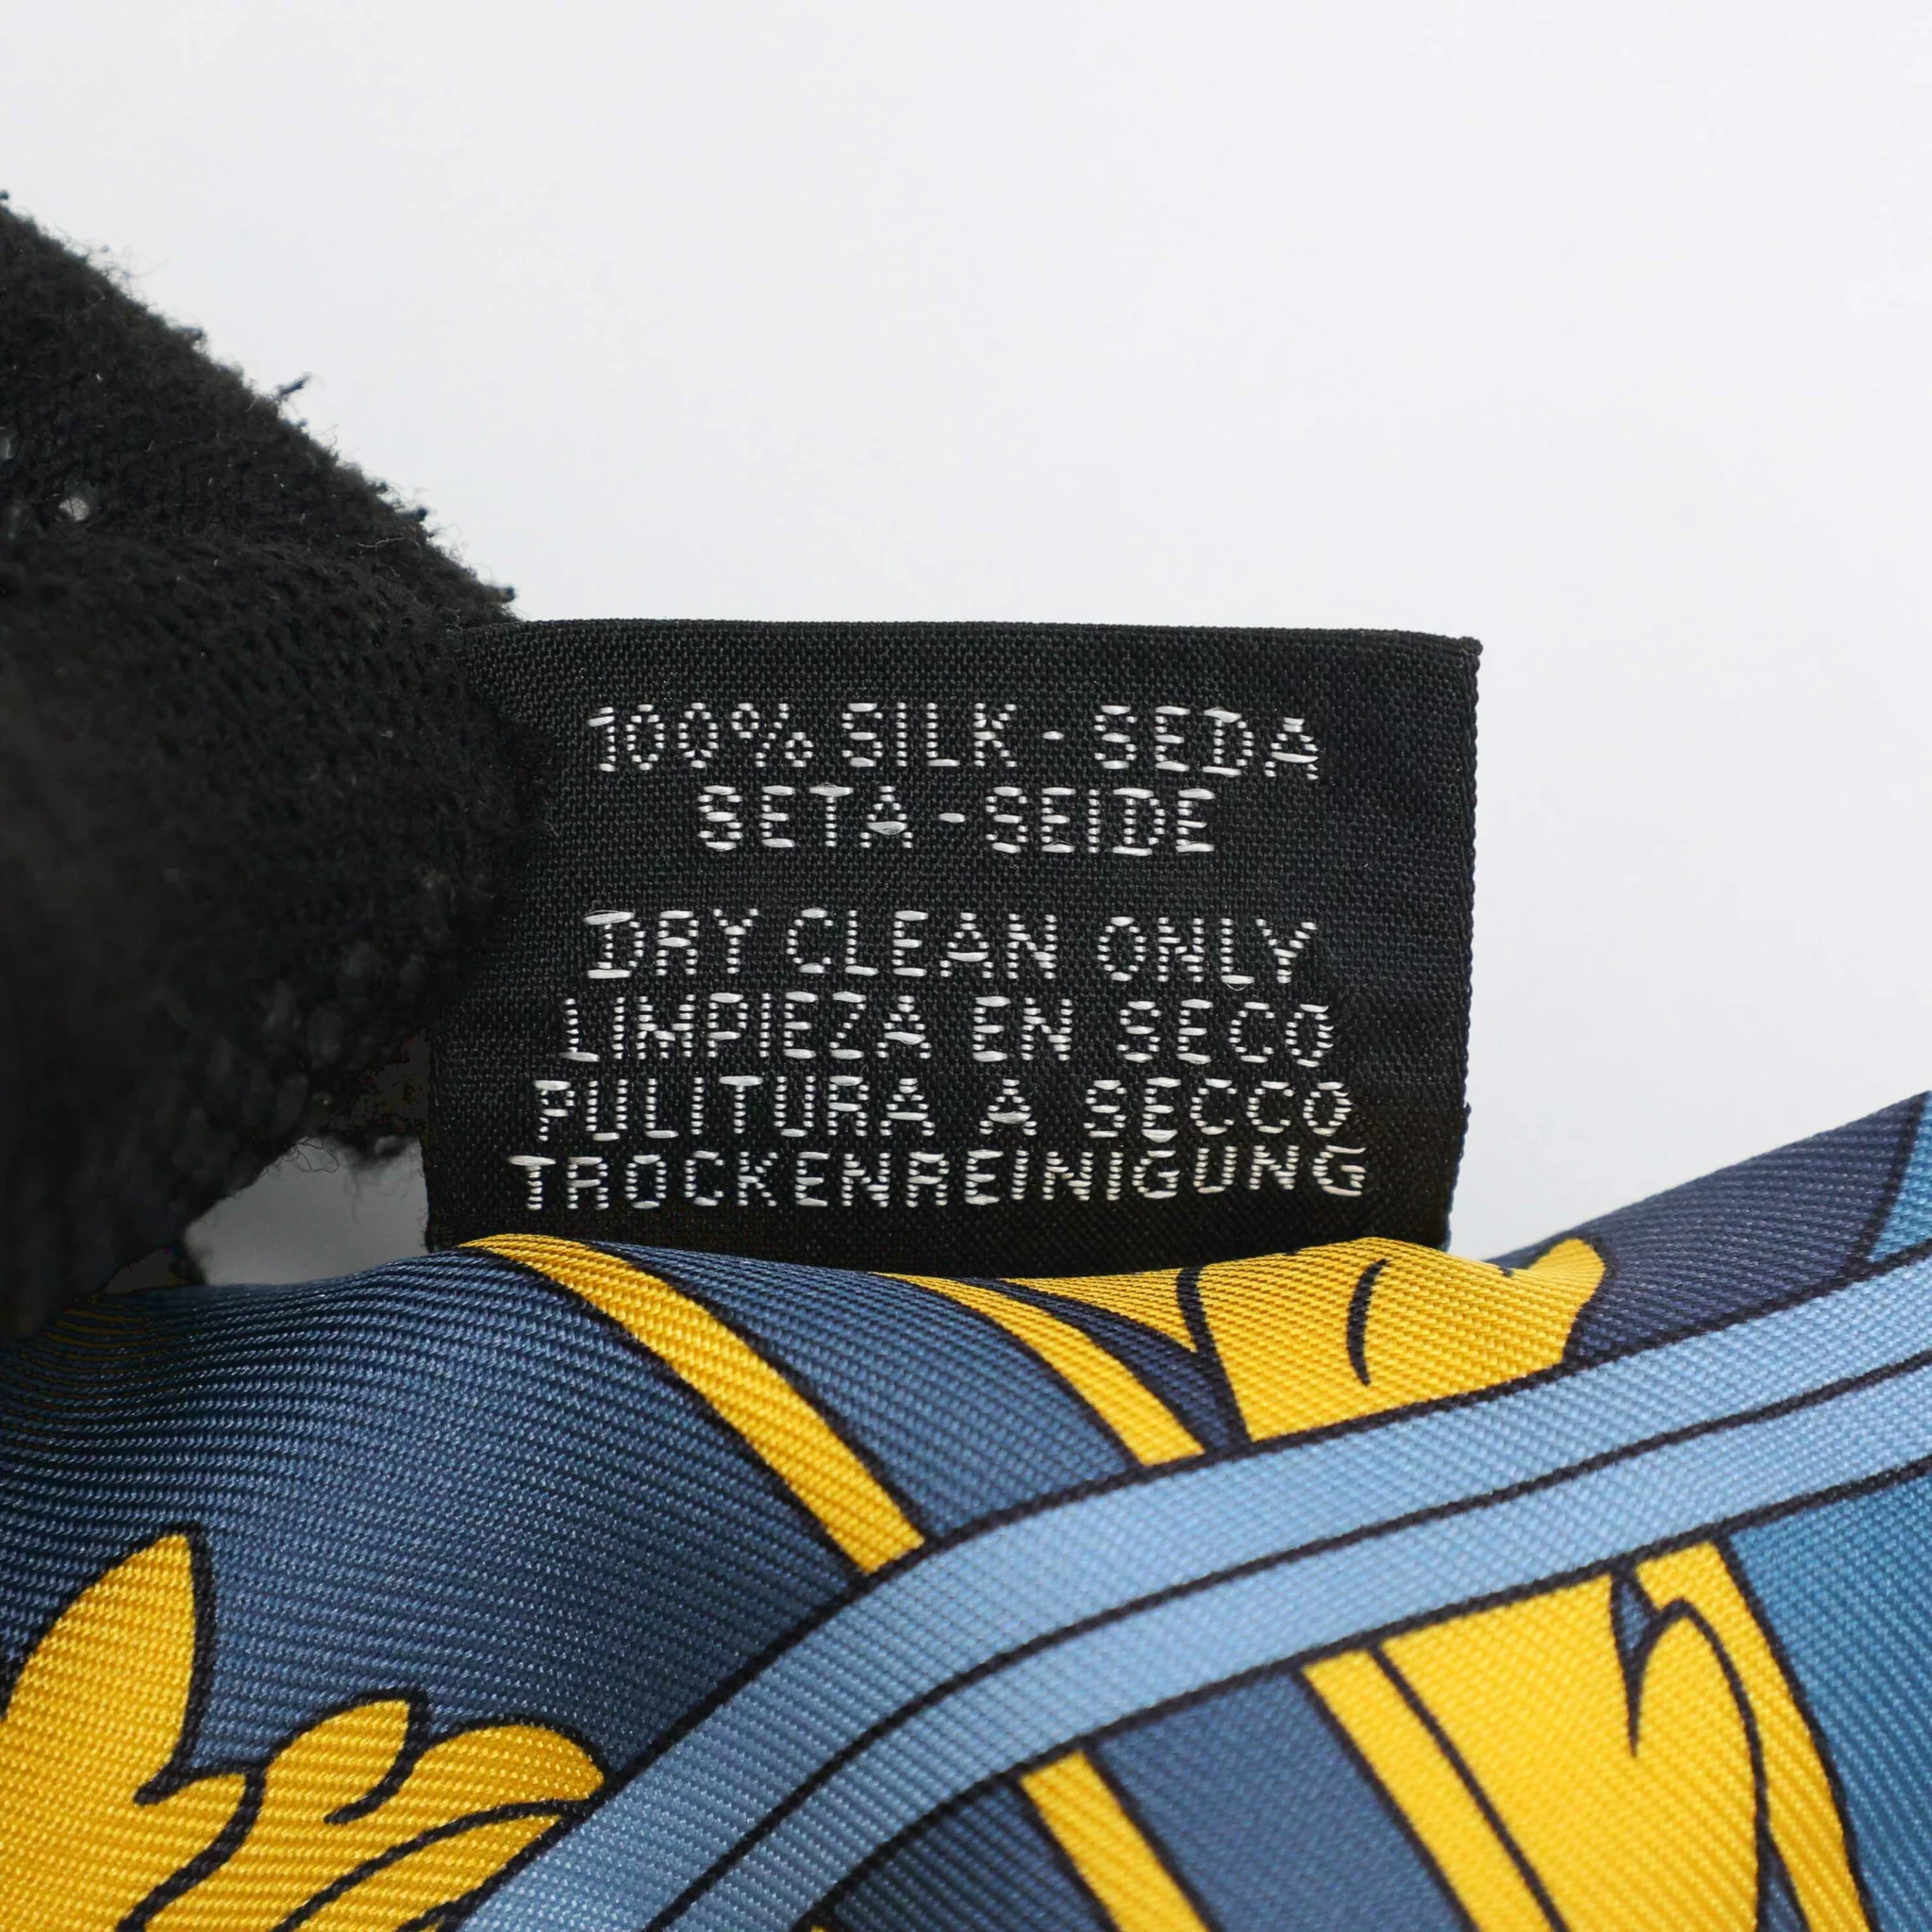 100% SILK - SEDA
SETA - SEIDE
DRY CLEAN ONLY
LIMPIEZA EN SECO
PULITURA A SECCO
TROCKENREINIGUNG